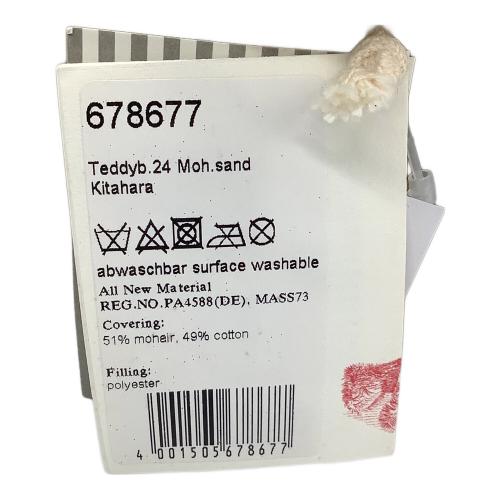 678677
Teddyb.24 Moh.sand
Kitahara
abwaschbar surface washable
All New Material
REG.NO.PA4588(DE), MASS73
Covering:
51% mohair, 49% cotton
Filling:
polyester
4 001505 678677